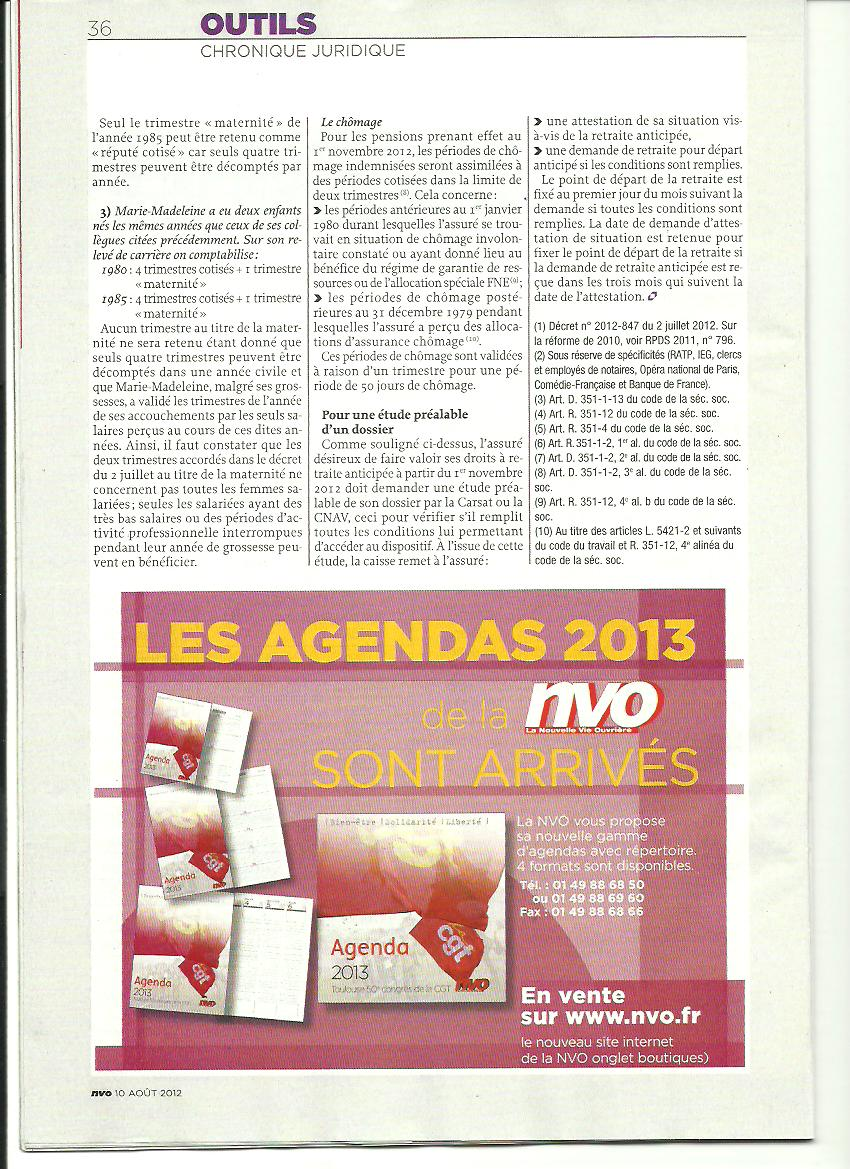 36
OUTILS
CHRONIQUE JURIDIQUE
Seul le trimestre « maternité » de
l'année 1985 peut être retenu comme
« réputé cotisé » car seuls quatre tri-
mestres peuvent être décomptés par
année.
3) Marie-Madeleine a eu deux enfants
nés les mêmes années que ceux de ses col-
lègues citées précédemment. Sur son re-
levé de carrière on comptabilise :
1980 : 4 trimestres cotisés + 1 trimestre
« maternité »
1985 : 4 trimestres cotisés + 1 trimestre
« maternité »
Aucun trimestre au titre de la mater-
nité ne sera retenu étant donné que
seuls quatre trimestres peuvent être
décomptés dans une année civile et
que Marie-Madeleine, malgré ses gros-
sesses, a validé les trimestres de l'année
de ses accouchements par les seuls sa-
laires perçus au cours de ces dites an-
nées. Ainsi, il faut constater que les
deux trimestres accordés dans le décret
du 2 juillet au titre de la maternité ne
concernent pas toutes les femmes sa-
lariées ; seules les salariées ayant des
très bas salaires ou des périodes d'ac-
tivité professionnelle interrompues
pendant leur année de grossesse peu-
vent en bénéficier.
Le chômage
Pour les pensions prenant effet au
1er novembre 2012, les périodes de chô-
mage indemnisées seront assimilées à
des périodes cotisées dans la limite de
deux trimestres (8). Cela concerne :
❯ les périodes antérieures au 1er janvier
1980 durant lesquelles l'assuré se trou-
vait en situation de chômage involon-
taire constaté ou ayant donné lieu au
bénéfice du régime de garantie de res-
sources ou de l'allocation spéciale FNE (9) ;
❯ les périodes de chômage posté-
rieures au 31 décembre 1979 pendant
lesquelles l'assuré a perçu des alloca-
tions d'assurance chômage (10).
Ces périodes de chômage sont validées
à raison d'un trimestre pour une pé-
riode de 50 jours de chômage.
Pour une étude préalable
d'un dossier
Comme souligné ci-dessus, l'assuré
désireux de faire valoir ses droits à re-
traite anticipée à partir du 1er novembre
2012 doit demander une étude préa-
lable de son dossier par la Carsat ou la
CNAV, ceci pour vérifier s'il remplit
toutes les conditions lui permettant
d'accéder au dispositif. À l'issue de cette
étude, la caisse remet à l'assuré :
❯ une attestation de sa situation vis-
à-vis de la retraite anticipée,
❯ une demande de retraite pour départ
anticipé si les conditions sont remplies.
Le point de départ de la retraite est
fixé au premier jour du mois suivant la
demande si toutes les conditions sont
remplies. La date de demande d'attes-
tation de situation est retenue pour
fixer le point de départ de la retraite si
la demande de retraite anticipée est re-
çue dans les trois mois qui suivent la
date de l'attestation.
(1) Décret n° 2012-847 du 2 juillet 2012. Sur
la réforme de 2010, voir RPDS 2011, n° 796.
(2) Sous réserve de spécificités (RATP, IEG, clercs
et employés de notaires, Opéra national de Paris,
Comédie-Française et Banque de France).
(3) Art. D. 351-1-13 du code de la séc. soc.
(4) Art. R. 351-12 du code de la séc. soc.
(5) Art. R. 351-4 du code de la séc. soc.
(6) Art. R. 351-1-2, 1er al. du code de la séc. soc.
(7) Art. D. 351-1-2, 2e al. du code de la séc. soc.
(8) Art. D. 351-1-2, 3e al. du code de la séc.
soc.
(9) Art. R. 351-12, 4e al. b du code de la séc.
soc.
(10) Au titre des articles L. 5421-2 et suivants
du code du travail et R. 351-12, 4e alinéa du
code de la séc. soc.
LES AGENDAS 2013
de la nvo
La Nouvelle Vie Ouvrière
SONT ARRIVÉS
Agenda
2013
cgt
nvo
Agenda
2013
cgt
nvo
Agenda
2013
cgt
nvo
4 5 6
| Bien-être | Solidarité | Liberté |
cgt
Agenda
2013
Toulouse 50e congrès de la CGT
nvo
La NVO vous propose
sa nouvelle gamme
d'agendas avec répertoire.
4 formats sont disponibles.
Tél. : 01 49 88 68 50
ou 01 49 88 69 60
Fax : 01 49 88 68 66
En vente
sur www.nvo.fr
le nouveau site internet
de la NVO onglet boutiques)
nvo 10 AOÛT 2012